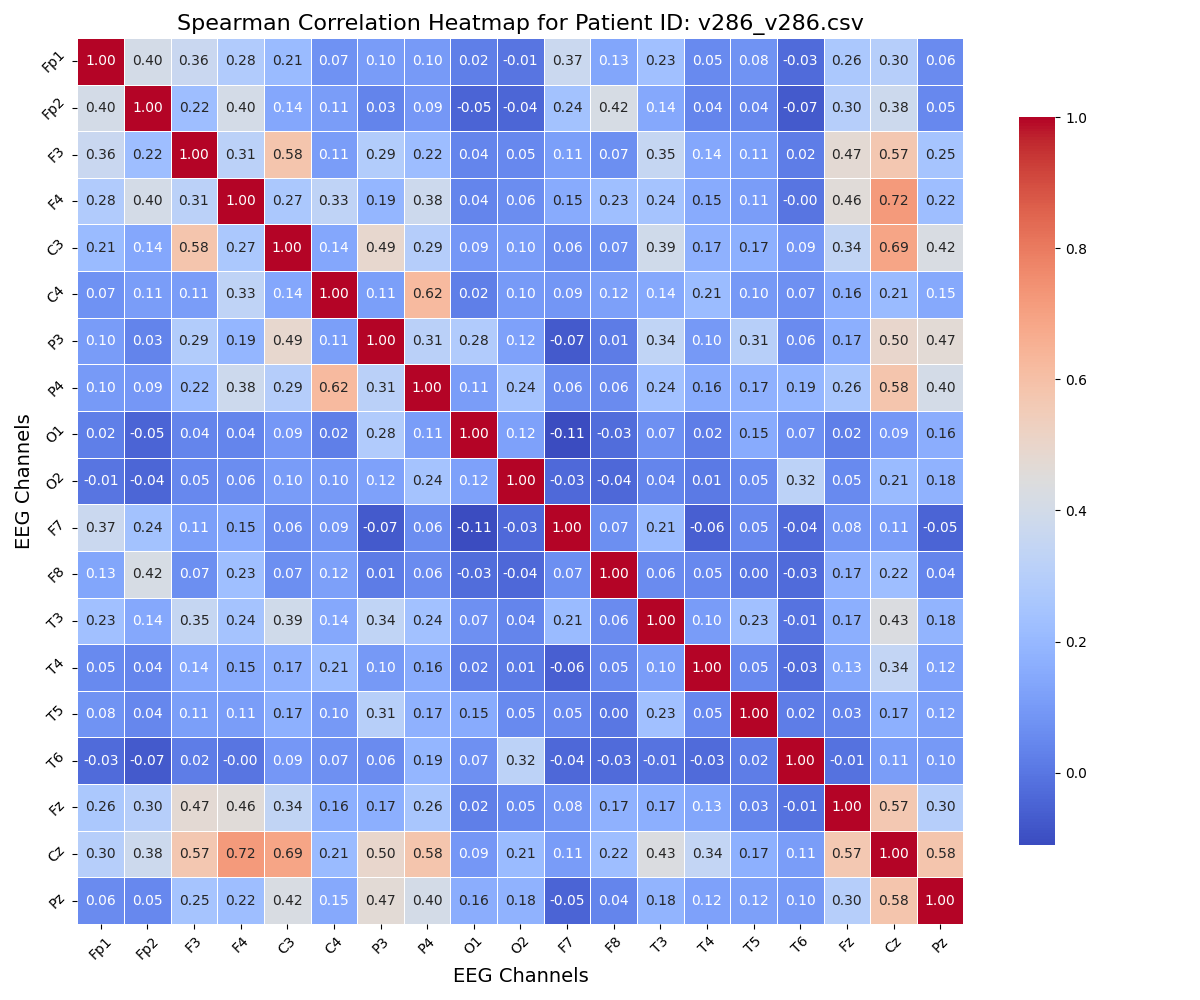 Spearman Correlation Heatmap for Patient ID: v286_v286.csv
Fp1 1.00 0.40 0.36 0.28 0.21 0.07 0.10 0.10 0.02 -0.01 0.37 0.13 0.23 0.05 0.08 -0.03 0.26 0.30 0.06
Fp2 0.40 1.00 0.22 0.40 0.14 0.11 0.03 0.09 -0.05 -0.04 0.24 0.42 0.14 0.04 0.04 -0.07 0.30 0.38 0.05
F3 0.36 0.22 1.00 0.31 0.58 0.11 0.29 0.22 0.04 0.05 0.11 0.07 0.35 0.14 0.11 0.02 0.47 0.57 0.25
F4 0.28 0.40 0.31 1.00 0.27 0.33 0.19 0.38 0.04 0.06 0.15 0.23 0.24 0.15 0.11 -0.00 0.46 0.72 0.22
C3 0.21 0.14 0.58 0.27 1.00 0.14 0.49 0.29 0.09 0.10 0.06 0.07 0.39 0.17 0.17 0.09 0.34 0.69 0.42
C4 0.07 0.11 0.11 0.33 0.14 1.00 0.11 0.62 0.02 0.10 0.09 0.12 0.14 0.21 0.10 0.07 0.16 0.21 0.15
P3 0.10 0.03 0.29 0.19 0.49 0.11 1.00 0.31 0.28 0.12 -0.07 0.01 0.34 0.10 0.31 0.06 0.17 0.50 0.47
P4 0.10 0.09 0.22 0.38 0.29 0.62 0.31 1.00 0.11 0.24 0.06 0.06 0.24 0.16 0.17 0.19 0.26 0.58 0.40
O1 0.02 -0.05 0.04 0.04 0.09 0.02 0.28 0.11 1.00 0.12 -0.11 -0.03 0.07 0.02 0.15 0.07 0.02 0.09 0.16
O2 -0.01 -0.04 0.05 0.06 0.10 0.10 0.12 0.24 0.12 1.00 -0.03 -0.04 0.04 0.01 0.05 0.32 0.05 0.21 0.18
F7 0.37 0.24 0.11 0.15 0.06 0.09 -0.07 0.06 -0.11 -0.03 1.00 0.07 0.21 -0.06 0.05 -0.04 0.08 0.11 -0.05
F8 0.13 0.42 0.07 0.23 0.07 0.12 0.01 0.06 -0.03 -0.04 0.07 1.00 0.06 0.05 0.00 -0.03 0.17 0.22 0.04
T3 0.23 0.14 0.35 0.24 0.39 0.14 0.34 0.24 0.07 0.04 0.21 0.06 1.00 0.10 0.23 -0.01 0.17 0.43 0.18
T4 0.05 0.04 0.14 0.15 0.17 0.21 0.10 0.16 0.02 0.01 -0.06 0.05 0.10 1.00 0.05 -0.03 0.13 0.34 0.12
T5 0.08 0.04 0.11 0.11 0.17 0.10 0.31 0.17 0.15 0.05 0.05 0.00 0.23 0.05 1.00 0.02 0.03 0.17 0.12
T6 -0.03 -0.07 0.02 -0.00 0.09 0.07 0.06 0.19 0.07 0.32 -0.04 -0.03 -0.01 -0.03 0.02 1.00 -0.01 0.11 0.10
Fz 0.26 0.30 0.47 0.46 0.34 0.16 0.17 0.26 0.02 0.05 0.08 0.17 0.17 0.13 0.03 -0.01 1.00 0.57 0.30
Cz 0.30 0.38 0.57 0.72 0.69 0.21 0.50 0.58 0.09 0.21 0.11 0.22 0.43 0.34 0.17 0.11 0.57 1.00 0.58
Pz 0.06 0.05 0.25 0.22 0.42 0.15 0.47 0.40 0.16 0.18 -0.05 0.04 0.18 0.12 0.12 0.10 0.30 0.58 1.00
Fp1 Fp2 F3 F4 C3 C4 P3 P4 O1 O2 F7 F8 T3 T4 T5 T6 Fz Cz Pz
EEG Channels
EEG Channels
1.0
0.8
0.6
0.4
0.2
0.0